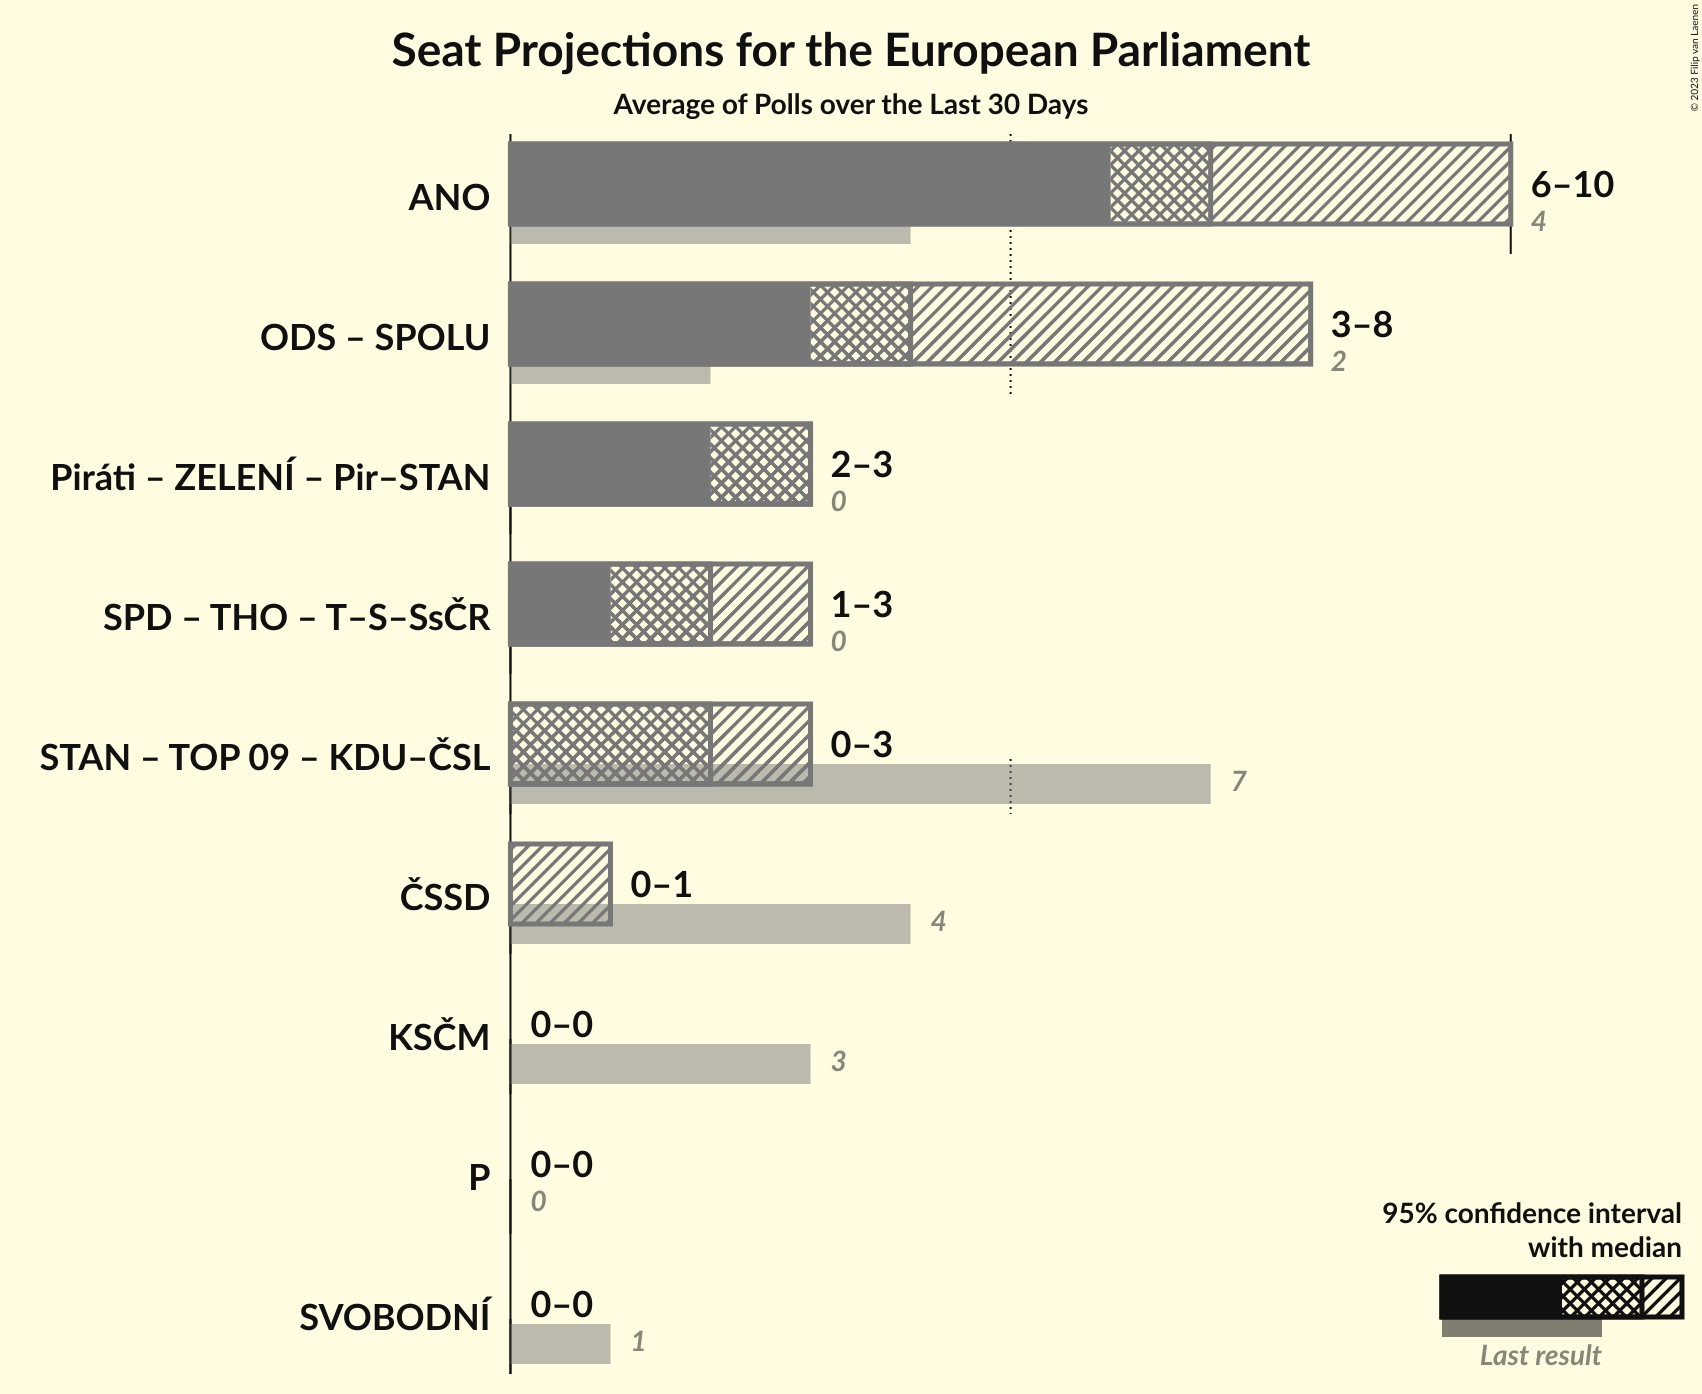 Seat Projections for the European Parliament
Average of Polls over the Last 30 Days
© 2023 Filip van Laenen
ANO
6–10
4
ODS – SPOLU
3–8
2
Piráti – ZELENÍ – Pir–STAN
2–3
0
SPD – THO – T–S–SsČR
1–3
0
STAN – TOP 09 – KDU–ČSL
0–3
7
ČSSD
0–1
4
KSČM
0–0
3
P
0–0
0
SVOBODNÍ
0–0
1
95% confidence interval
with median
Last result